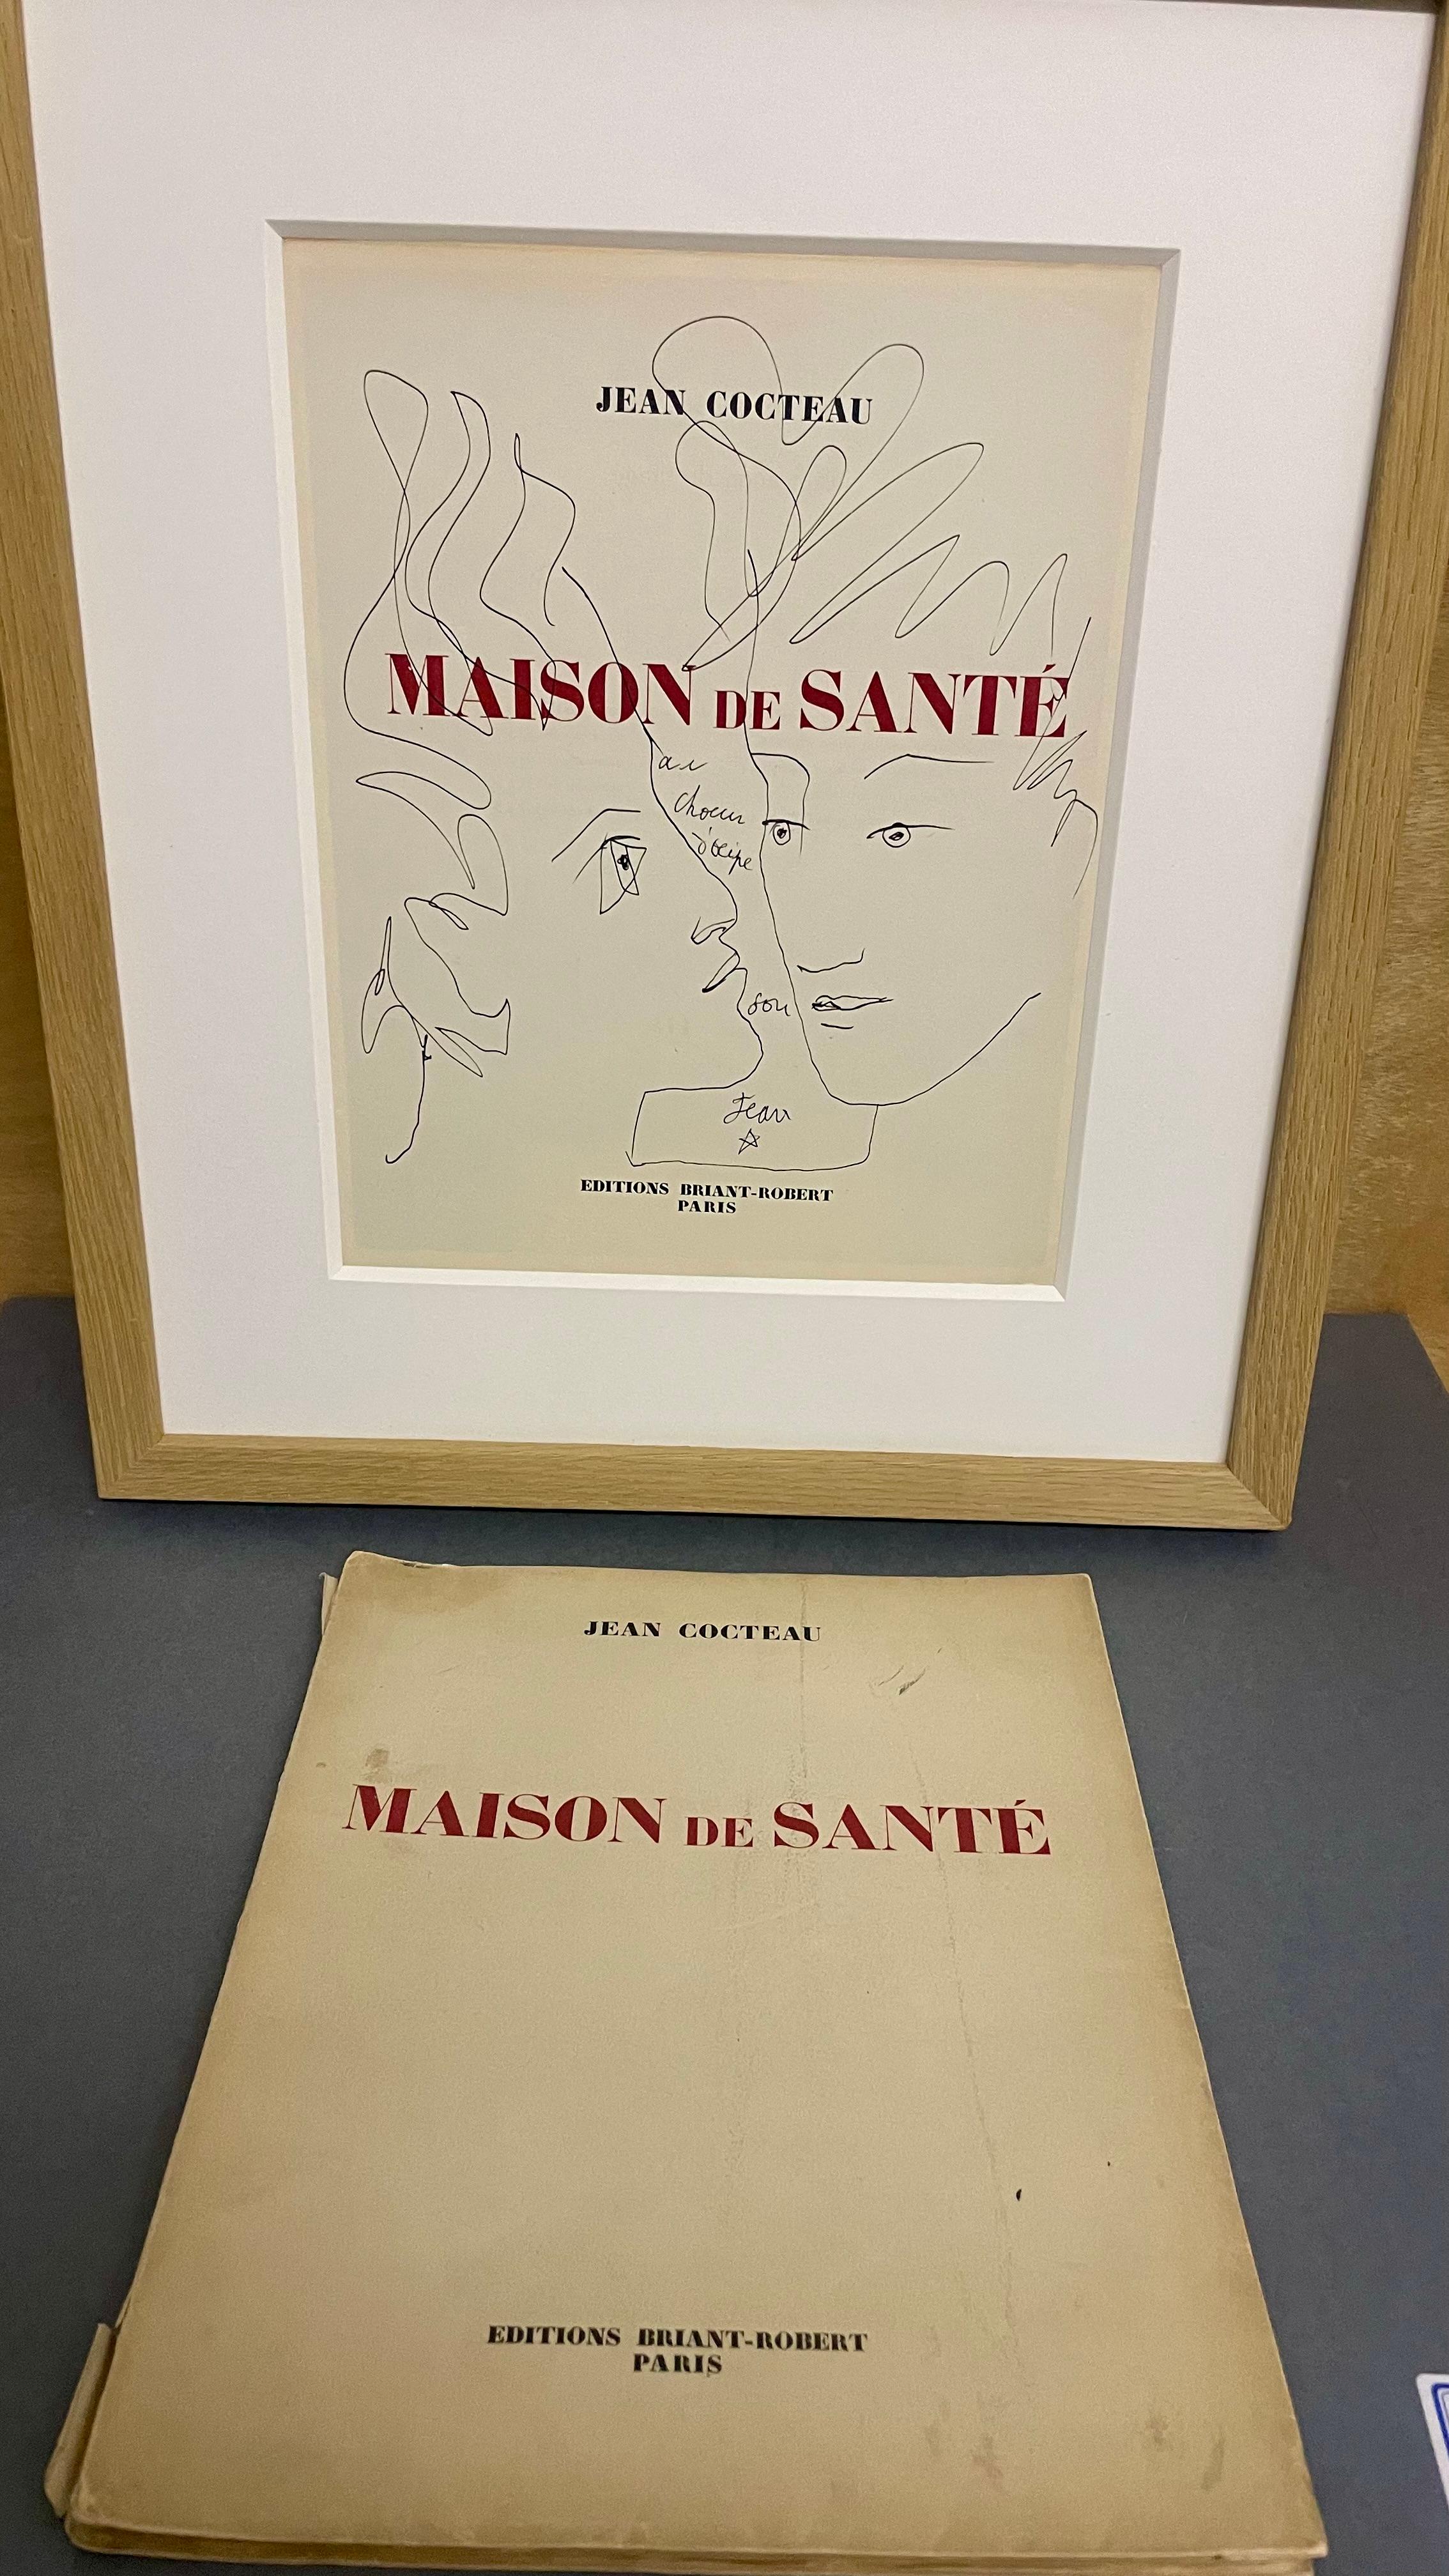 JEAN COCTEAU
MAISON DE SANTÉ
au
choeur
d'Œdipe
son
Jean
EDITIONS BRIANT-ROBERT
PARIS
JEAN COCTEAU
MAISON DE SANTÉ
EDITIONS BRIANT-ROBERT
PARIS